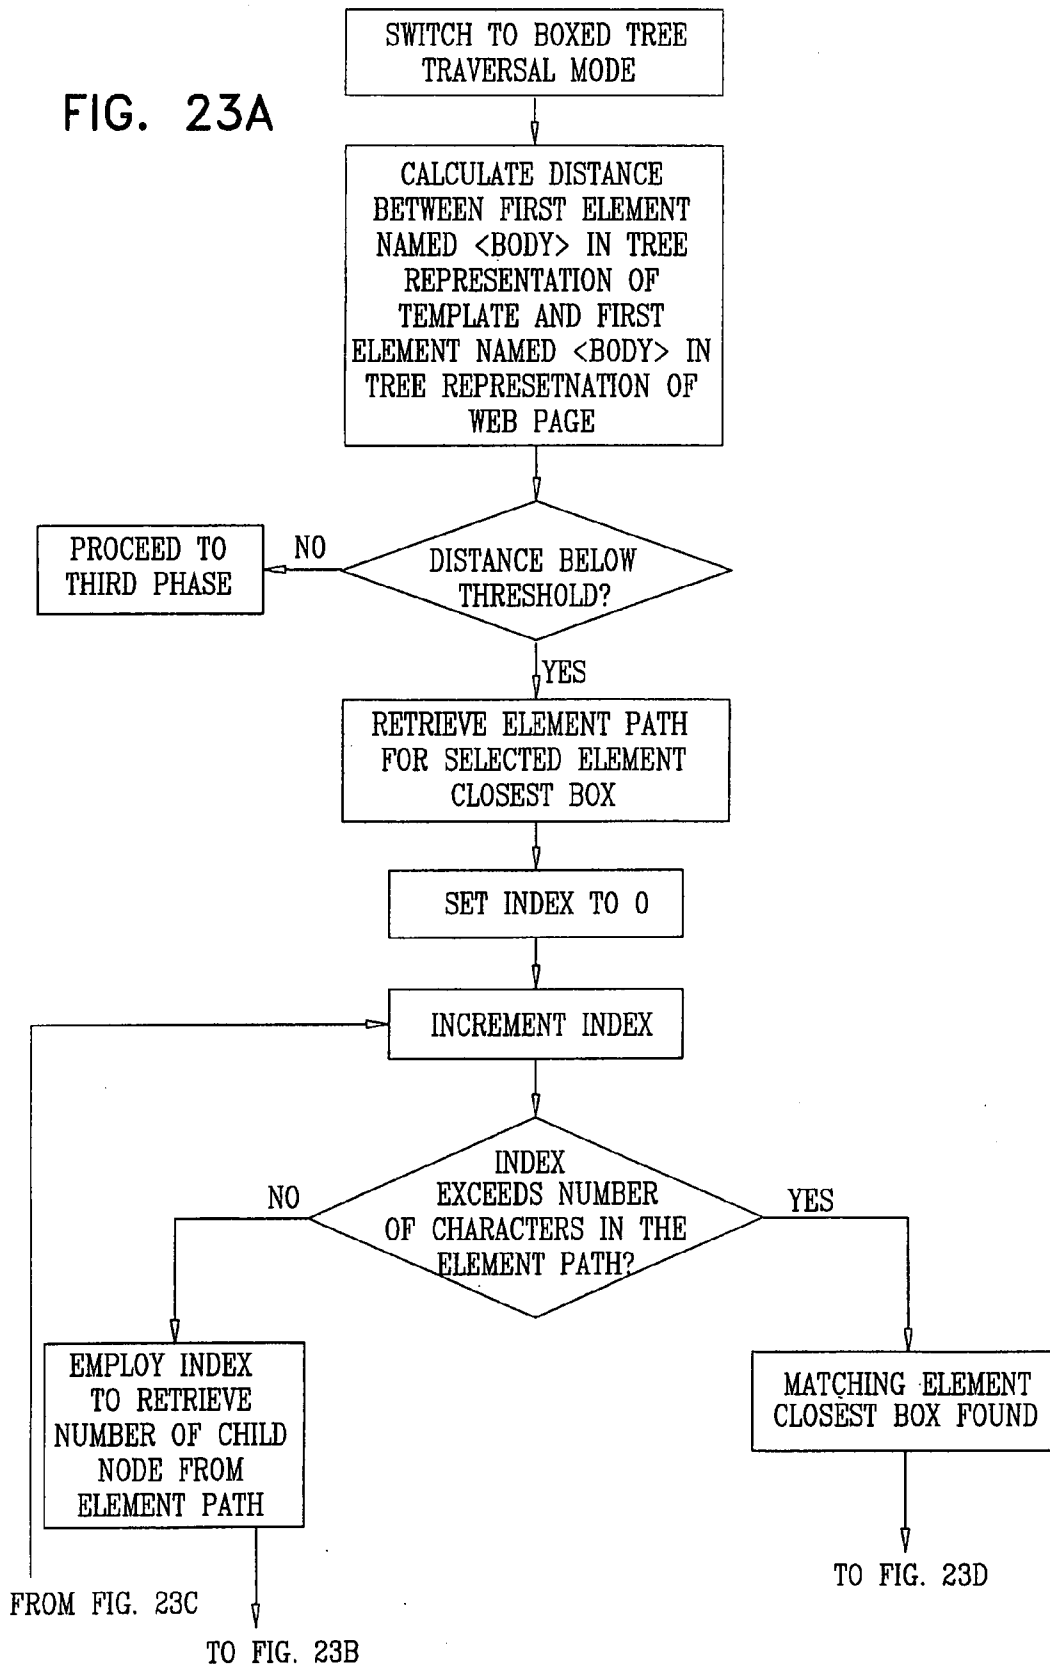 SWITCH TO BOXED TREE
TRAVERSAL MODE
FIG. 23A
CALCULATE DISTANCE
BETWEEN FIRST ELEMENT
NAMED <BODY> IN TREE
REPRESENTATION OF
TEMPLATE AND FIRST
ELEMENT NAMED <BODY> IN
TREE REPRESETNATION OF
WEB PAGE
DISTANCE BELOW
THRESHOLD?
NO
PROCEED TO
THIRD PHASE
YES
RETRIEVE ELEMENT PATH
FOR SELECTED ELEMENT
CLOSEST BOX
SET INDEX TO 0
INCREMENT INDEX
INDEX
EXCEEDS NUMBER
OF CHARACTERS IN THE
ELEMENT PATH?
NO
YES
EMPLOY INDEX
TO RETRIEVE
NUMBER OF CHILD
NODE FROM
ELEMENT PATH
MATCHING ELEMENT
CLOSEST BOX FOUND
FROM FIG. 23C
TO FIG. 23B
TO FIG. 23D